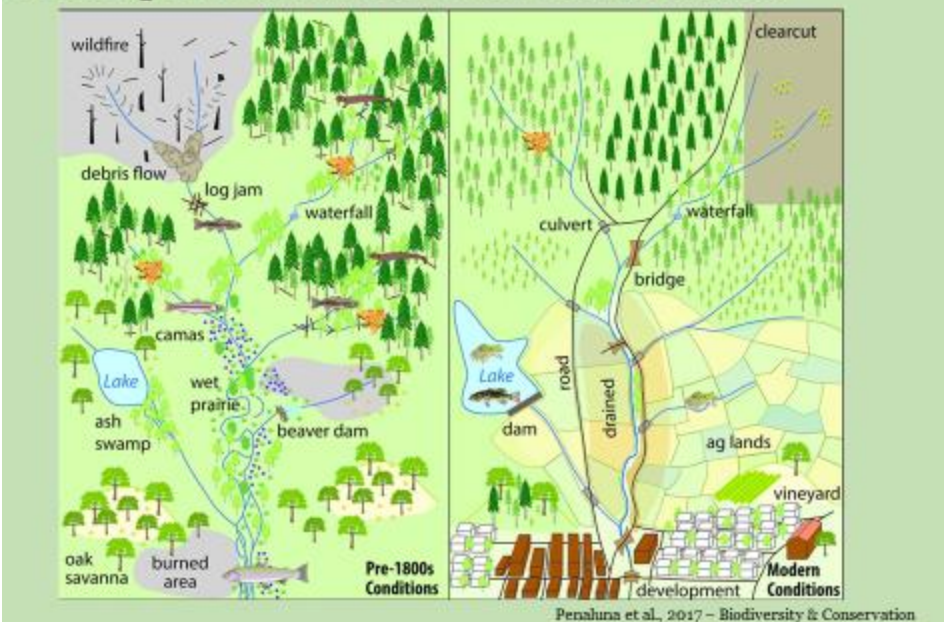 wildfire
debris flow
log jam
waterfall
camas
Lake
wet
prairie
ash
swamp
beaver dam
oak
savanna
burned
area
Pre-1800s
Conditions
clearcut
culvert
waterfall
bridge
Lake
road
drained
dam
ag lands
vineyard
development
Modern
Conditions
Penaluna et al., 2017 – Biodiversity & Conservation